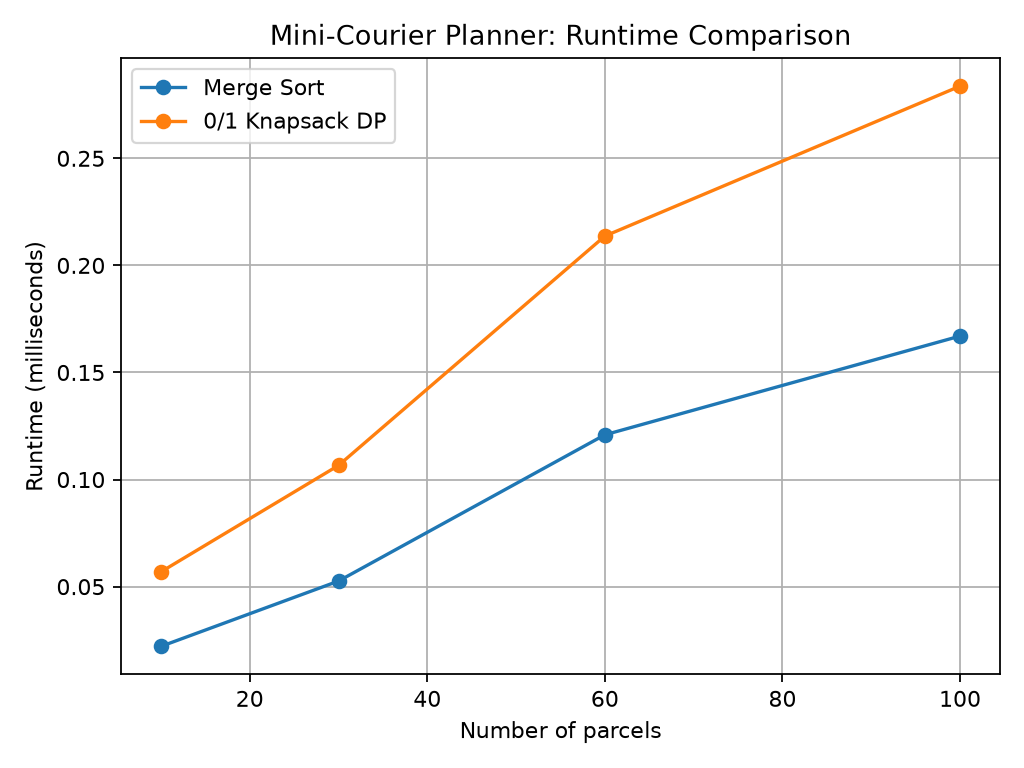 Mini-Courier Planner: Runtime Comparison
Merge Sort
0/1 Knapsack DP
Runtime (milliseconds)
0.25
0.20
0.15
0.10
0.05
20 40 60 80 100
Number of parcels